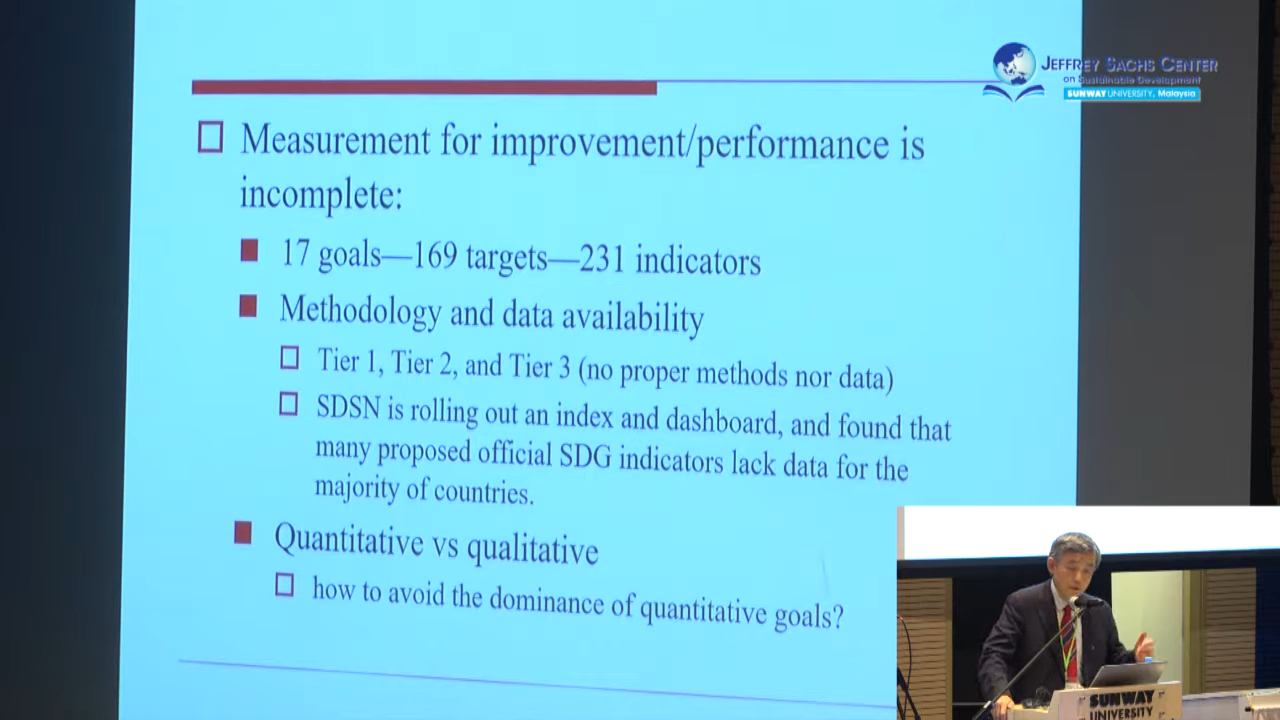 JEFFREY SACHS CENTER
on Sustainable Development
SUNWAY UNIVERSITY, Malaysia
Measurement for improvement/performance is
incomplete:
17 goals—169 targets—231 indicators
Methodology and data availability
Tier 1, Tier 2, and Tier 3 (no proper methods nor data)
SDSN is rolling out an index and dashboard, and found that
many proposed official SDG indicators lack data for the
majority of countries.
Quantitative vs qualitative
how to avoid the dominance of quantitative goals?
SUNWAY
UNIVERSITY